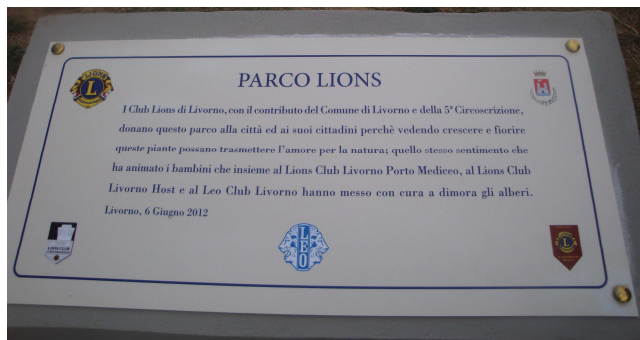 PARCO LIONS
I Club Lions di Livorno, con il contributo del Comune di Livorno e della 5ª Circoscrizione,
donano questo parco alla città ed ai suoi cittadini perchè vedendo crescere e fiorire
queste piante possano trasmettere l'amore per la natura; quello stesso sentimento che
ha animato i bambini che insieme al Lions Club Livorno Porto Mediceo, al Lions Club
Livorno Host e al Leo Club Livorno hanno messo con cura a dimora gli alberi.
Livorno, 6 Giugno 2012
LIONS
L
LEO
L